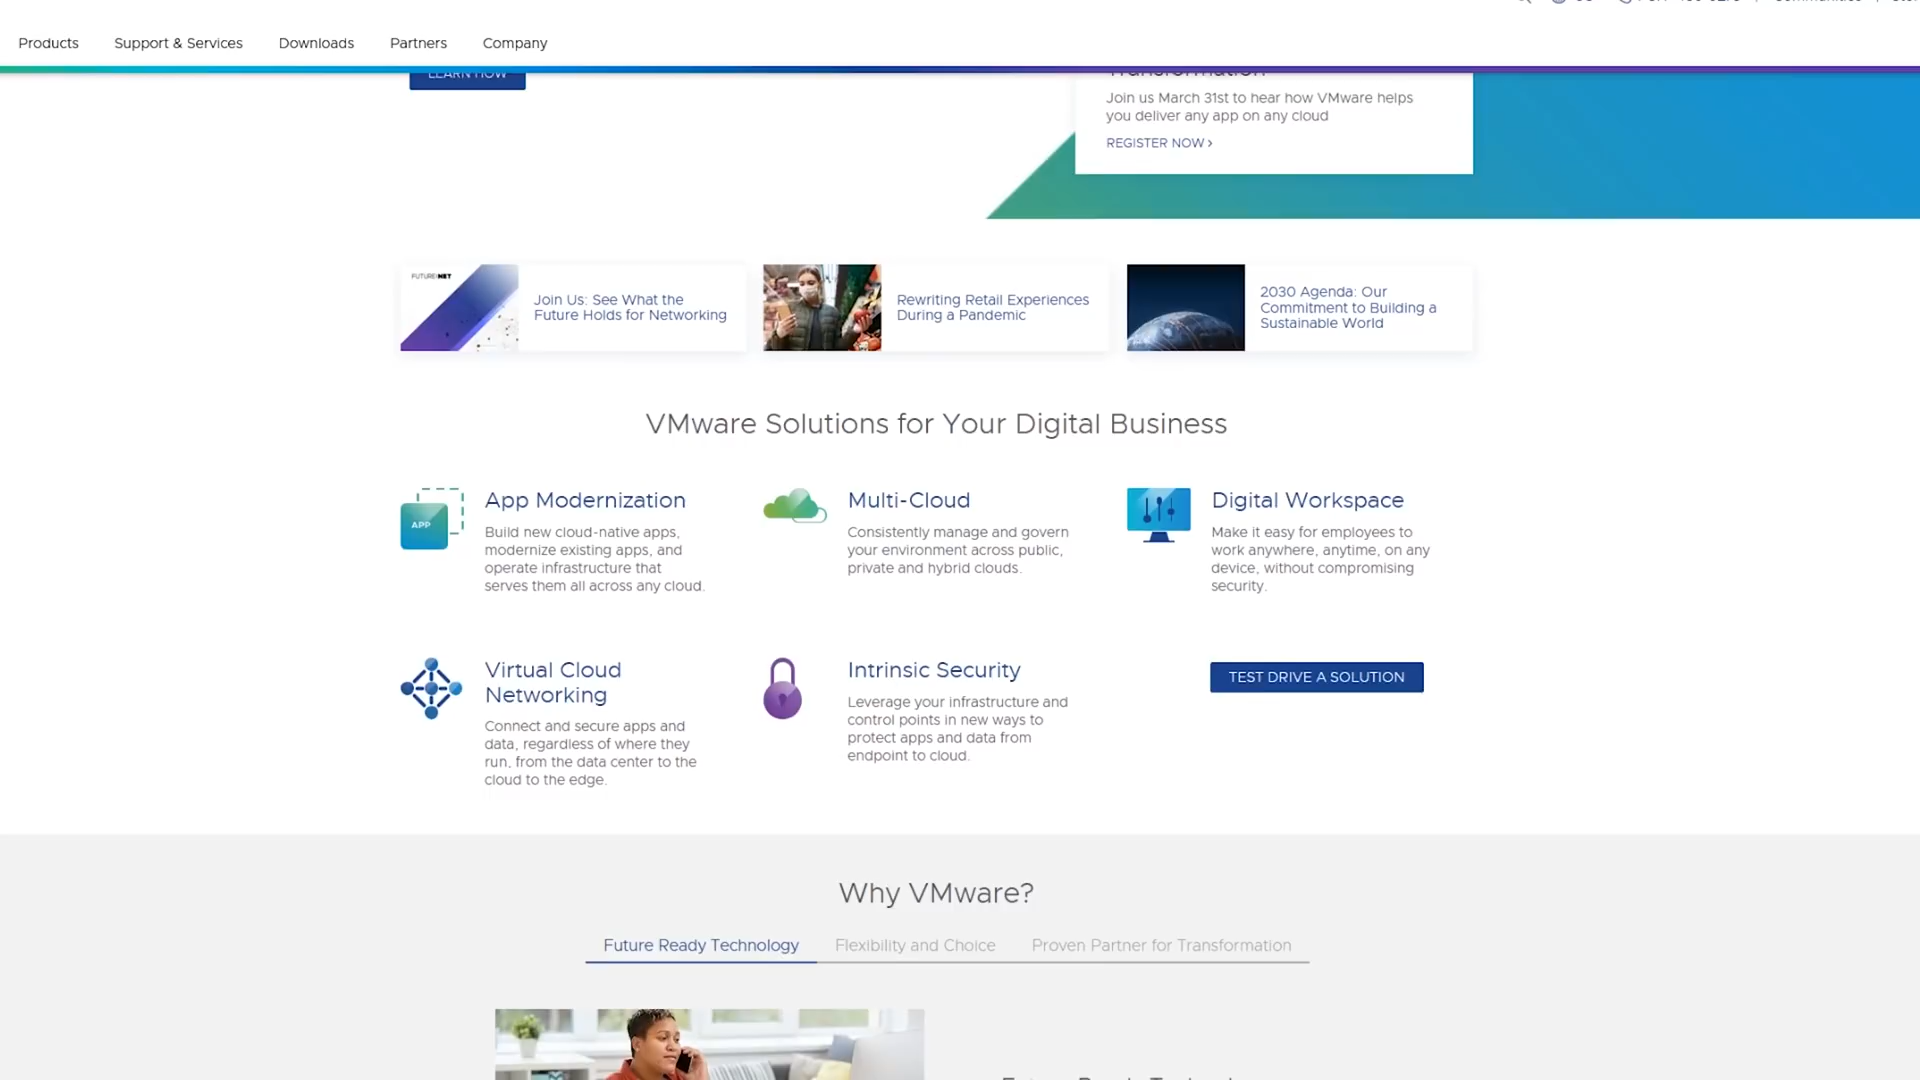 Products
Support & Services
Downloads
Partners
Company
LEARN HOW
Transformation
Join us March 31st to hear how VMware helps
you deliver any app on any cloud
REGISTER NOW ›
FUTURE:NET
Join Us: See What the
Future Holds for Networking
Rewriting Retail Experiences
During a Pandemic
2030 Agenda: Our
Commitment to Building a
Sustainable World
VMware Solutions for Your Digital Business
APP
App Modernization
Build new cloud-native apps,
modernize existing apps, and
operate infrastructure that
serves them all across any cloud.
Multi-Cloud
Consistently manage and govern
your environment across public,
private and hybrid clouds.
Digital Workspace
Make it easy for employees to
work anywhere, anytime, on any
device, without compromising
security.
Virtual Cloud
Networking
Connect and secure apps and
data, regardless of where they
run, from the data center to the
cloud to the edge.
Intrinsic Security
Leverage your infrastructure and
control points in new ways to
protect apps and data from
endpoint to cloud.
TEST DRIVE A SOLUTION
Why VMware?
Future Ready Technology
Flexibility and Choice
Proven Partner for Transformation